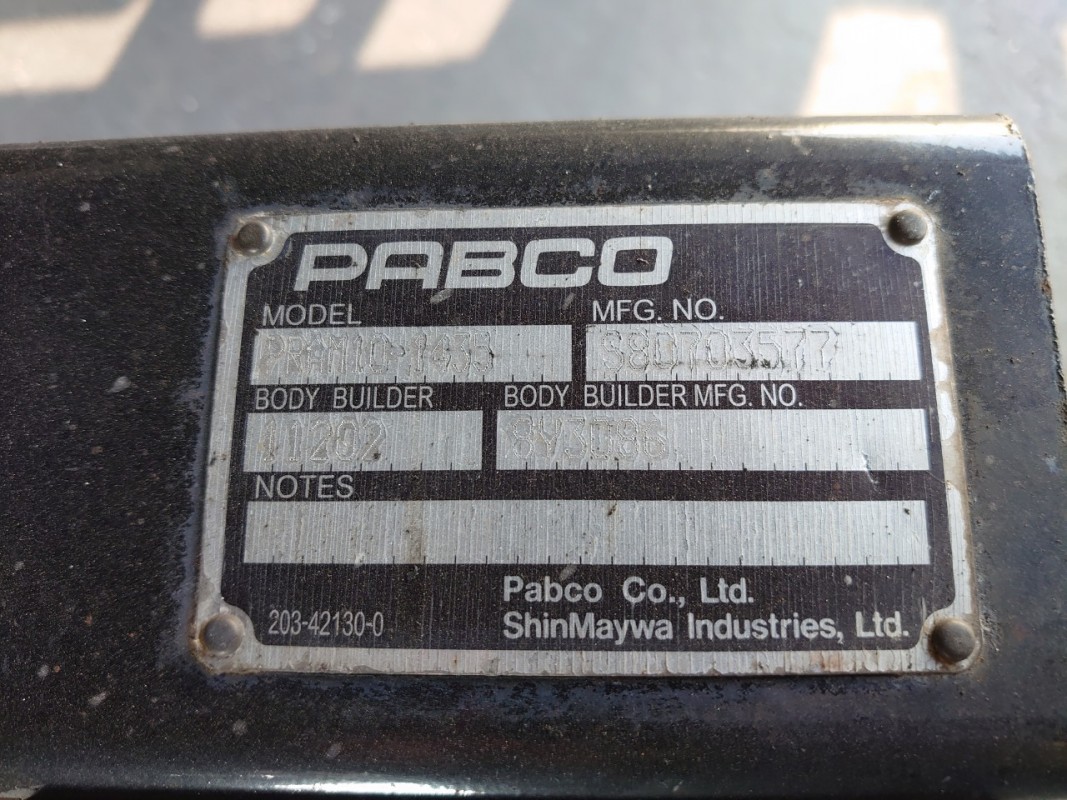 PABCO
MODEL MFG. NO.
S80703577
BODY BUILDER BODY BUILDER MFG. NO.
11202
NOTES
Pabco Co., Ltd.
203-42130-0 ShinMaywa Industries, Ltd.